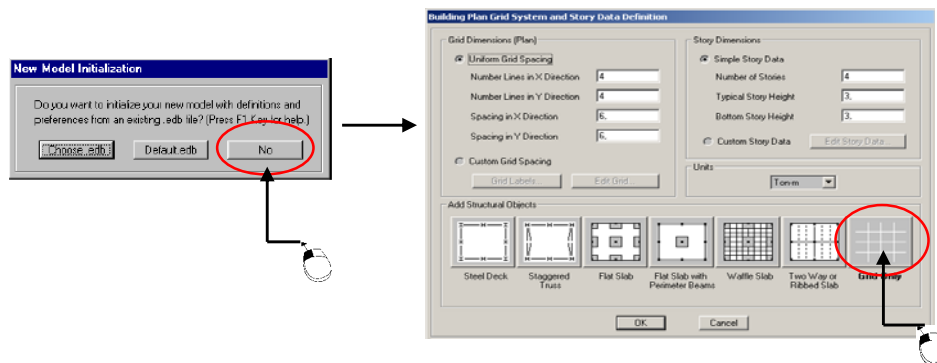 New Model Initialization
Do you want to initialize your new model with definitions and
preferences from an existing .edb file? (Press F1 Key for help.)
Choose .edb
Default.edb
No
Building Plan Grid System and Story Data Definition
Grid Dimensions (Plan)
Uniform Grid Spacing
Number Lines in X Direction 4
Number Lines in Y Direction 4
Spacing in X Direction 6.
Spacing in Y Direction 6.
Custom Grid Spacing
Grid Labels...
Edit Grid...
Story Dimensions
Simple Story Data
Number of Stories 4
Typical Story Height 3.
Bottom Story Height 3.
Custom Story Data
Edit Story Data...
Units
Ton-m
Add Structural Objects
Steel Deck
Staggered
Truss
Flat Slab
Flat Slab with
Perimeter Beams
Waffle Slab
Two Way or
Ribbed Slab
Grid Only
OK
Cancel